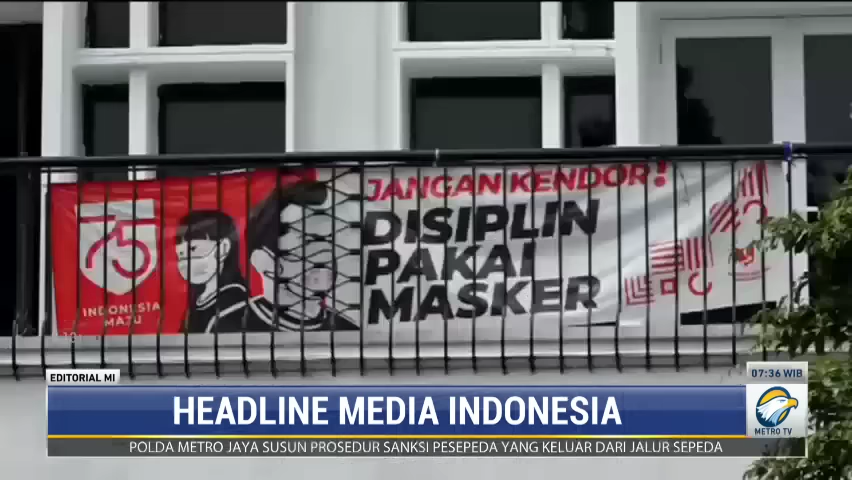 JANGAN KENDOR!
DISIPLIN
PAKAI
MASKER
75
INDONESIA
MAJU
EDITORIAL MI
07:36 WIB
HEADLINE MEDIA INDONESIA
METRO TV
POLDA METRO JAYA SUSUN PROSEDUR SANKSI PESEPEDA YANG KELUAR DARI JALUR SEPEDA